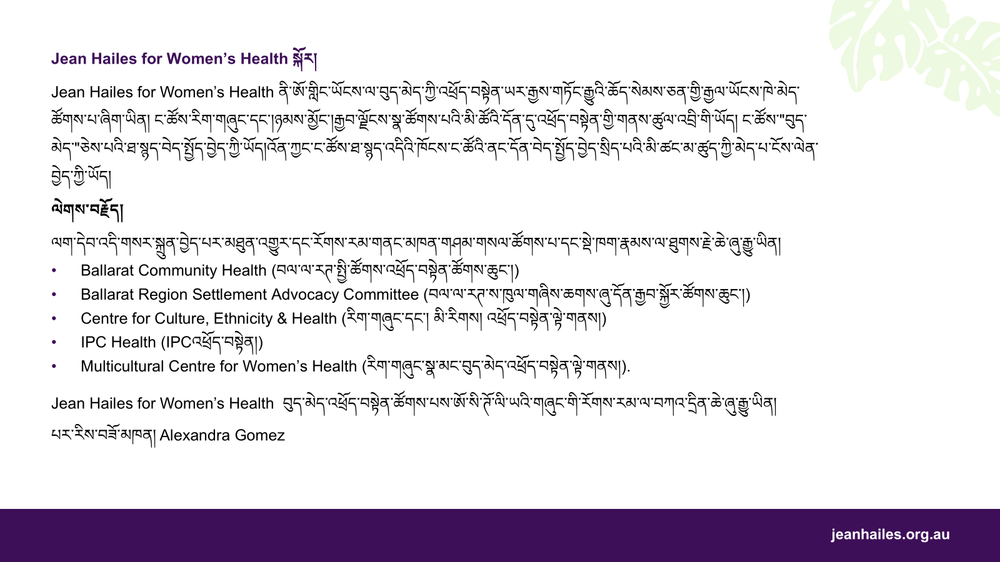 Jean Hailes for Women’s Health སྐོར།
Jean Hailes for Women’s Health ནི་ཨོ་གླིང་ཡོངས་ལ་བུད་མེད་ཀྱི་འཕྲོད་བསྟེན་ཡར་རྒྱས་གཏོང་རྒྱུའི་ཆོད་སེམས་ཅན་གྱི་རྒྱལ་ཡོངས་ཁེ་མེད་
ཚོགས་པ་ཞིག་ཡིན། ང་ཚོས་རིག་གཞུང་དང་།ཉམས་མྱོང་།རྒྱབ་ལྗོངས་སྣ་ཚོགས་པའི་མི་ཚོའི་དོན་དུ་འཕྲོད་བསྟེན་གྱི་གནས་ཚུལ་འབྲི་གི་ཡོད། ང་ཚོས་"བུད་
མེད་"ཅེས་པའི་ཐ་སྙད་བེད་སྤྱོད་བྱེད་ཀྱི་ཡོད།འོན་ཀྱང་ང་ཚོས་ཐ་སྙད་འདིའི་ཁོངས་ང་ཚོའི་ནང་དོན་བེད་སྤྱོད་བྱེད་སྲིད་པའི་མི་ཚང་མ་ཚུད་ཀྱི་མེད་པ་ངོས་ལེན་
བྱེད་ཀྱི་ཡོད།
ལེགས་བརྗོད།
ལག་དེབ་འདི་གསར་སྐྲུན་བྱེད་པར་མཐུན་འགྱུར་དང་རོགས་རམ་གནང་མཁན་གཤམ་གསལ་ཚོགས་པ་དང་སྡེ་ཁག་རྣམས་ལ་ཐུགས་རྗེ་ཆེ་ཞུ་རྒྱུ་ཡིན།
• Ballarat Community Health (བལ་ལ་རཊ་སྤྱི་ཚོགས་འཕྲོད་བསྟེན་ཚོགས་ཆུང་།)
• Ballarat Region Settlement Advocacy Committee (བལ་ལ་རཊ་ས་ཁུལ་གཞིས་ཆགས་ཞུ་དོན་རྒྱབ་སྐྱོར་ཚོགས་ཆུང་།)
• Centre for Culture, Ethnicity & Health (རིག་གཞུང་དང་། མི་རིགས། འཕྲོད་བསྟེན་ལྟེ་གནས།)
• IPC Health (IPCའཕྲོད་བསྟེན།)
• Multicultural Centre for Women’s Health (རིག་གཞུང་སྣ་མང་བུད་མེད་འཕྲོད་བསྟེན་ལྟེ་གནས།).
Jean Hailes for Women’s Health བུད་མེད་འཕྲོད་བསྟེན་ཚོགས་པས་ཨོ་སི་ཊོ་ལི་ཡའི་གཞུང་གི་རོགས་རམ་ལ་བཀའ་དྲིན་ཆེ་ཞུ་རྒྱུ་ཡིན།
པར་རིས་བཟོ་མཁན། Alexandra Gomez
jeanhailes.org.au